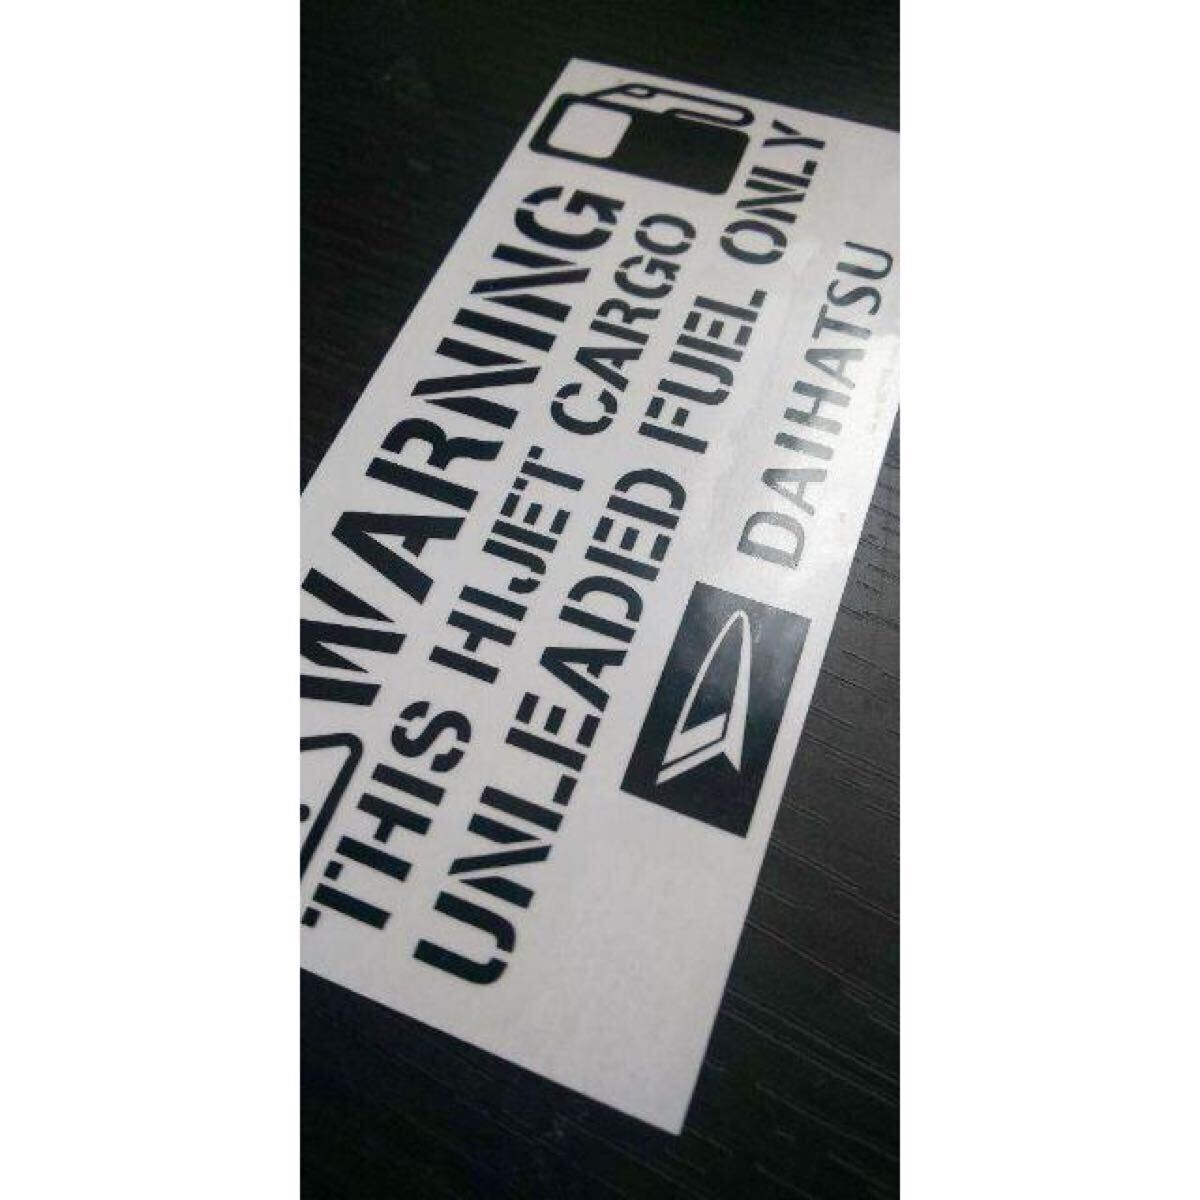 WARNING
THIS HIJET CARGO
UNLEADED FUEL ONLY
DAIHATSU